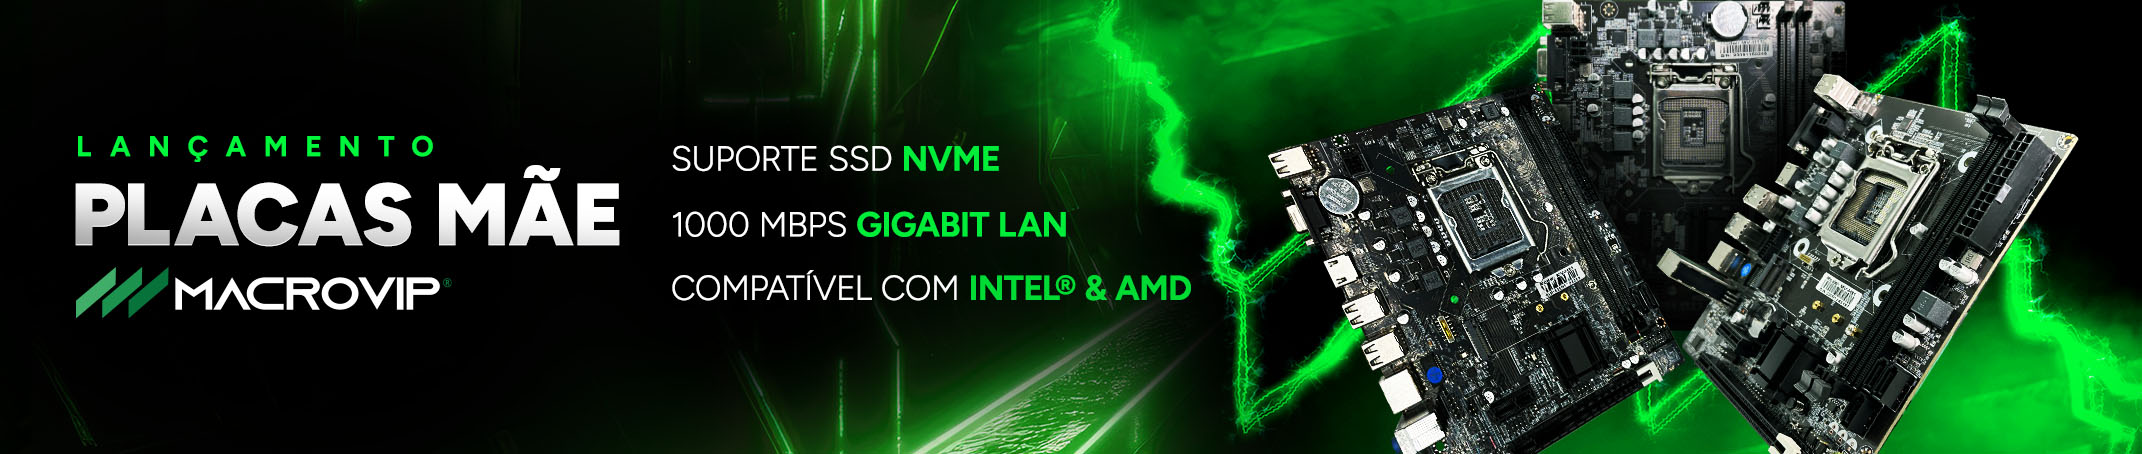 LANÇAMENTO
PLACAS MÃE
MACROVIP®
SUPORTE SSD NVME
1000 MBPS GIGABIT LAN
COMPATÍVEL COM INTEL® & AMD